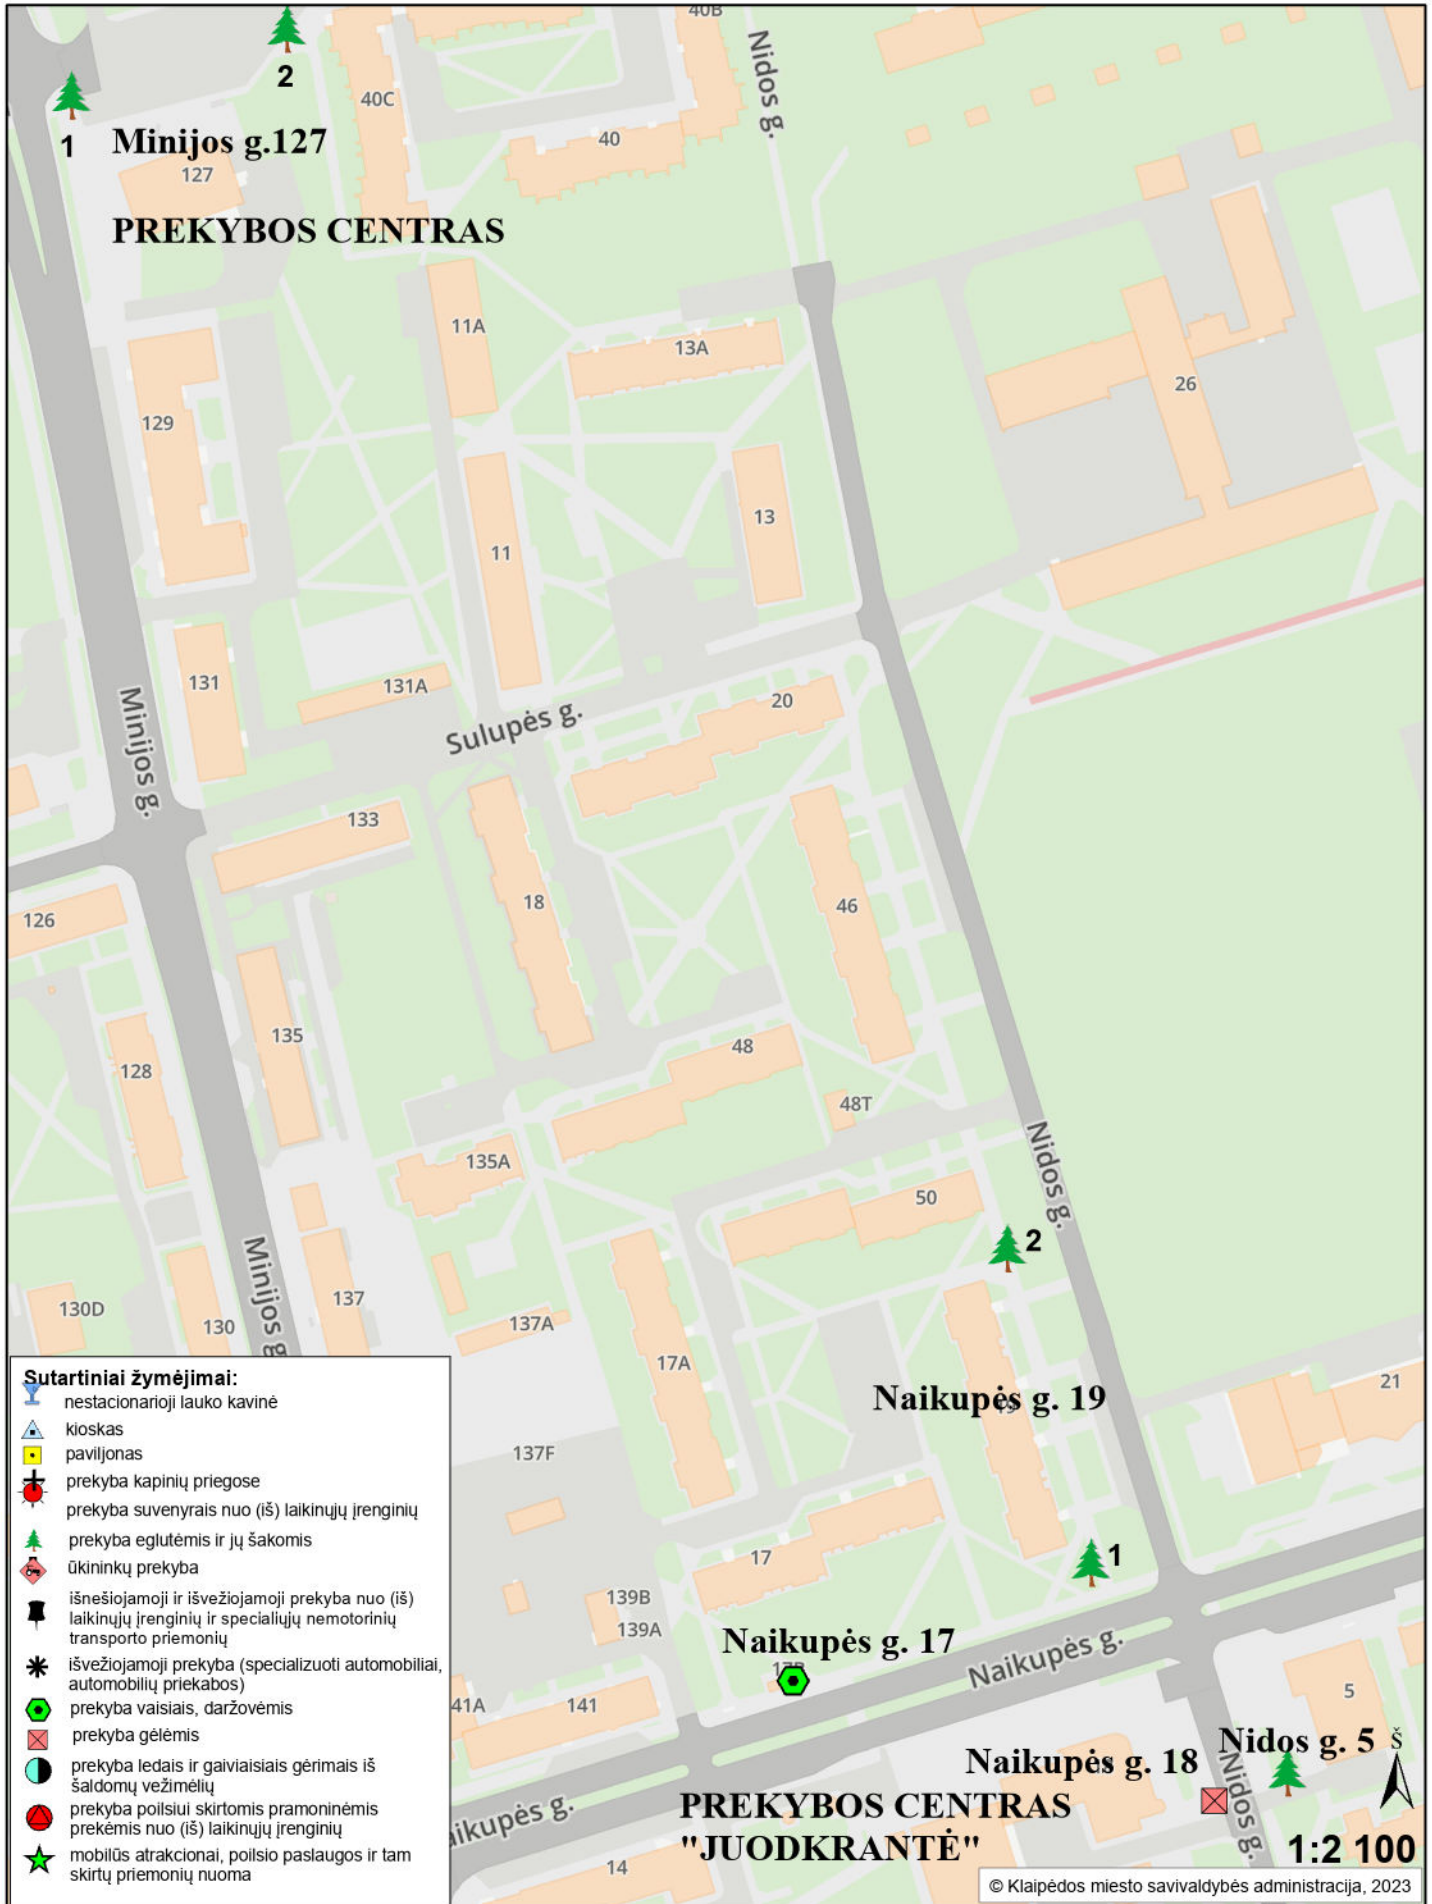 40B
2
Nidos g.
40C
1
Minijos g.127
40
127
PREKYBOS CENTRAS
11A
13A
26
129
13
11
131
131A
20
Minijos g.
Sulupės g.
133
18
46
126
135
48
128
48T
135A
Nidos g.
50
2
Minijos g
130D
130
137
137A
17A
21
Naikupės g. 19
19
137F
17
1
139B
139A
Naikupės g. 17
17B
Naikupės g.
41A
141
5
Nidos g. 5
Š
Naikupės g. 18
Nidos g.
PREKYBOS CENTRAS
"JUODKRANTĖ"
aikupės g.
14
1:2 100
Sutartiniai žymėjimai:
nestacionarioji lauko kavinė
kioskas
paviljonas
prekyba kapinių priegose
prekyba suvenyrais nuo (iš) laikinųjų įrenginių
prekyba eglutėmis ir jų šakomis
ūkininkų prekyba
išnešiojamoji ir išvežiojamoji prekyba nuo (iš)
laikinųjų įrenginių ir specialiųjų nemotorinių
transporto priemonių
išvežiojamoji prekyba (specializuoti automobiliai,
automobilių priekabos)
prekyba vaisiais, daržovėmis
prekyba gėlėmis
prekyba ledais ir gaiviaisiais gėrimais iš
šaldomų vežimėlių
prekyba poilsiui skirtomis pramoninėmis
prekėmis nuo (iš) laikinųjų įrenginių
mobilūs atrakcionai, poilsio paslaugos ir tam
skirtų priemonių nuoma
© Klaipėdos miesto savivaldybės administracija, 2023